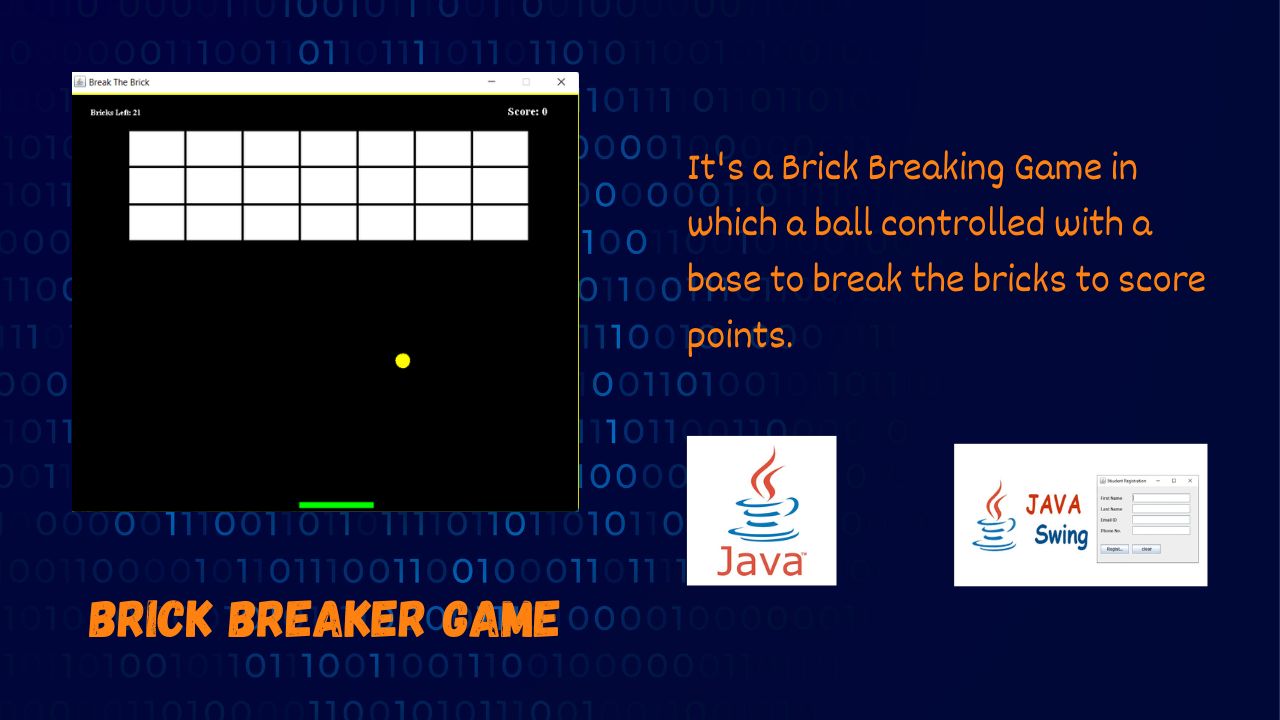 Break The Brick
Bricks Left: 21
Score: 0
It's a Brick Breaking Game in
which a ball controlled with a
base to break the bricks to score
points.
Java™
JAVA
Swing
Student Registration
First Name
Last Name
Email ID
Phone No.
Regist...
clear
BRICK BREAKER GAME